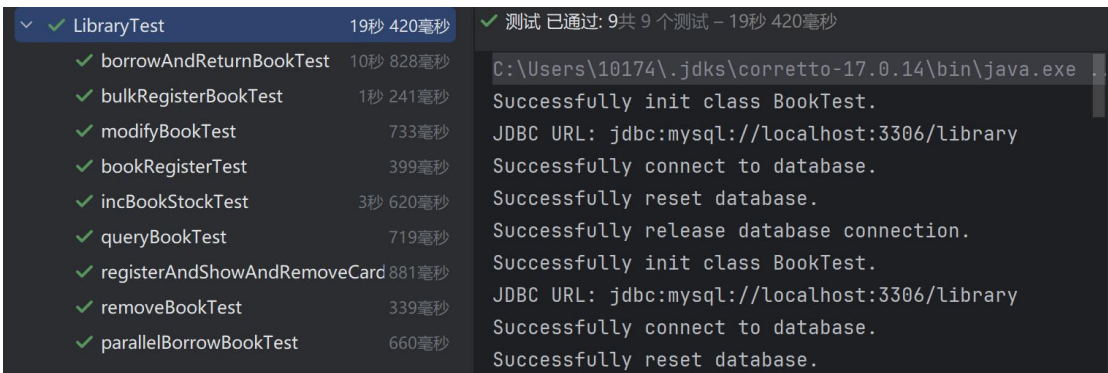 LibraryTest 19秒 420毫秒
borrowAndReturnBookTest 10秒 828毫秒
bulkRegisterBookTest 1秒 241毫秒
modifyBookTest 733毫秒
bookRegisterTest 399毫秒
incBookStockTest 3秒 620毫秒
queryBookTest 719毫秒
registerAndShowAndRemoveCard 881毫秒
removeBookTest 339毫秒
parallelBorrowBookTest 660毫秒
测试 已通过: 9共 9 个测试 – 19秒 420毫秒
C:\Users\10174\.jdks\corretto-17.0.14\bin\java.exe ..
Successfully init class BookTest.
JDBC URL: jdbc:mysql://localhost:3306/library
Successfully connect to database.
Successfully reset database.
Successfully release database connection.
Successfully init class BookTest.
JDBC URL: jdbc:mysql://localhost:3306/library
Successfully connect to database.
Successfully reset database.